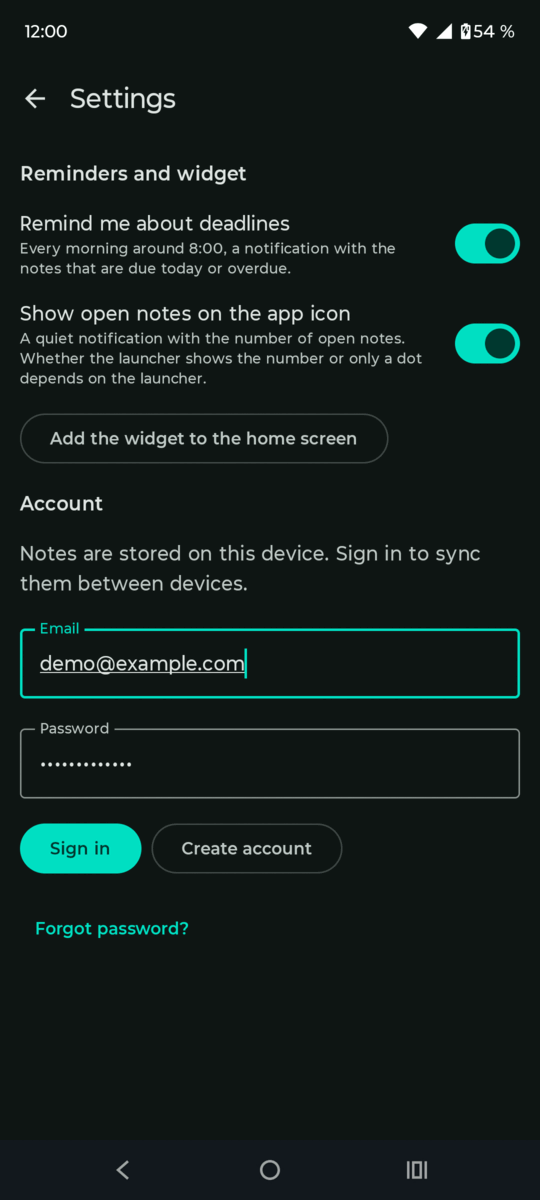 12:00
54 %
Settings
Reminders and widget
Remind me about deadlines
Every morning around 8:00, a notification with the
notes that are due today or overdue.
Show open notes on the app icon
A quiet notification with the number of open notes.
Whether the launcher shows the number or only a dot
depends on the launcher.
Add the widget to the home screen
Account
Notes are stored on this device. Sign in to sync
them between devices.
Email
demo@example.com
Password
•••••••••••••
Sign in
Create account
Forgot password?